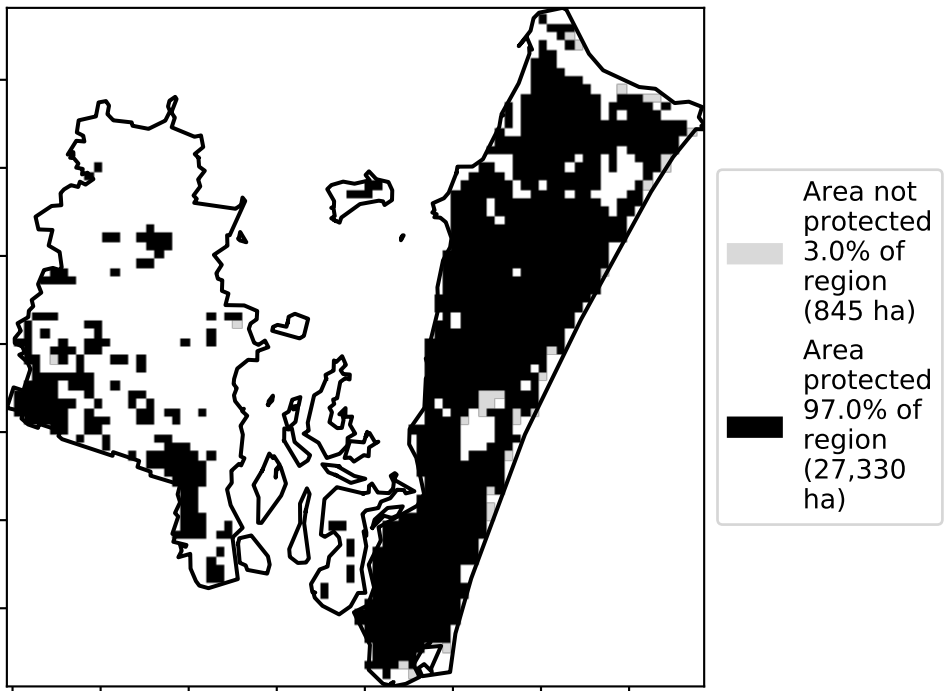 Area not
protected
3.0% of
region
(845 ha)
Area
protected
97.0% of
region
(27,330
ha)